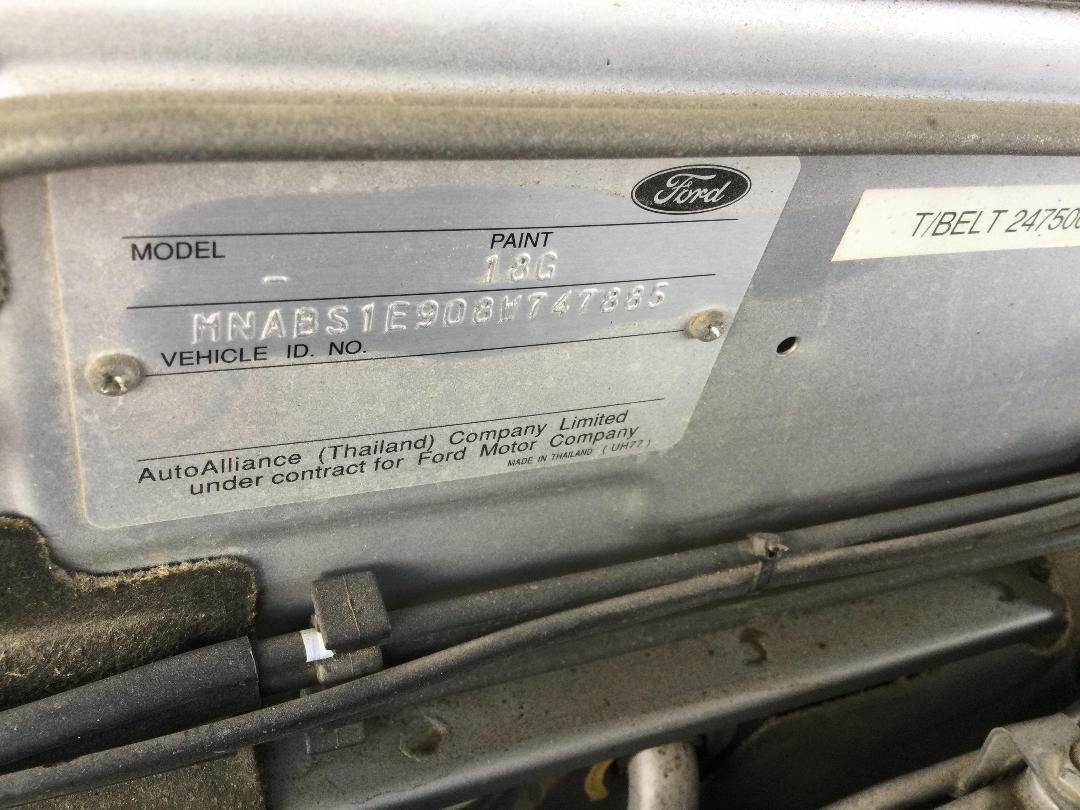 Ford
MODEL PAINT
- 18G
MNABS1E908W747885
VEHICLE ID. NO.
AutoAlliance (Thailand) Company Limited
under contract for Ford Motor Company
MADE IN THAILAND (UH77)
T/BELT 247500